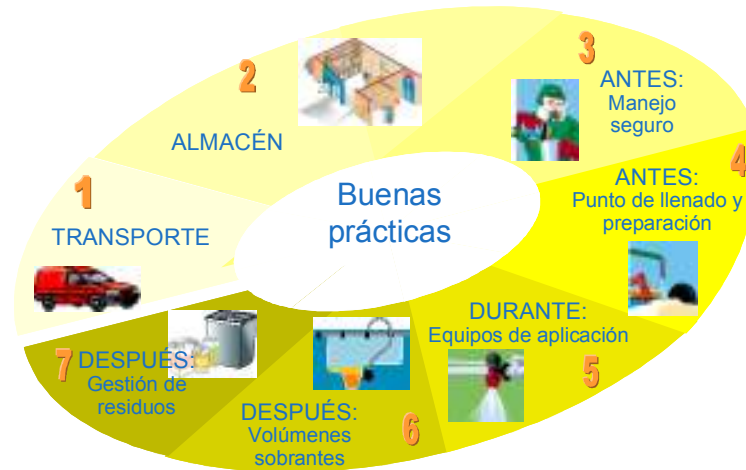 Buenas
prácticas
1
TRANSPORTE
2
ALMACÉN
3
ANTES:
Manejo
seguro
4
ANTES:
Punto de llenado y
preparación
DURANTE:
Equipos de aplicación
5
DESPUÉS:
Volúmenes
sobrantes
6
7
DESPUÉS:
Gestión de
residuos